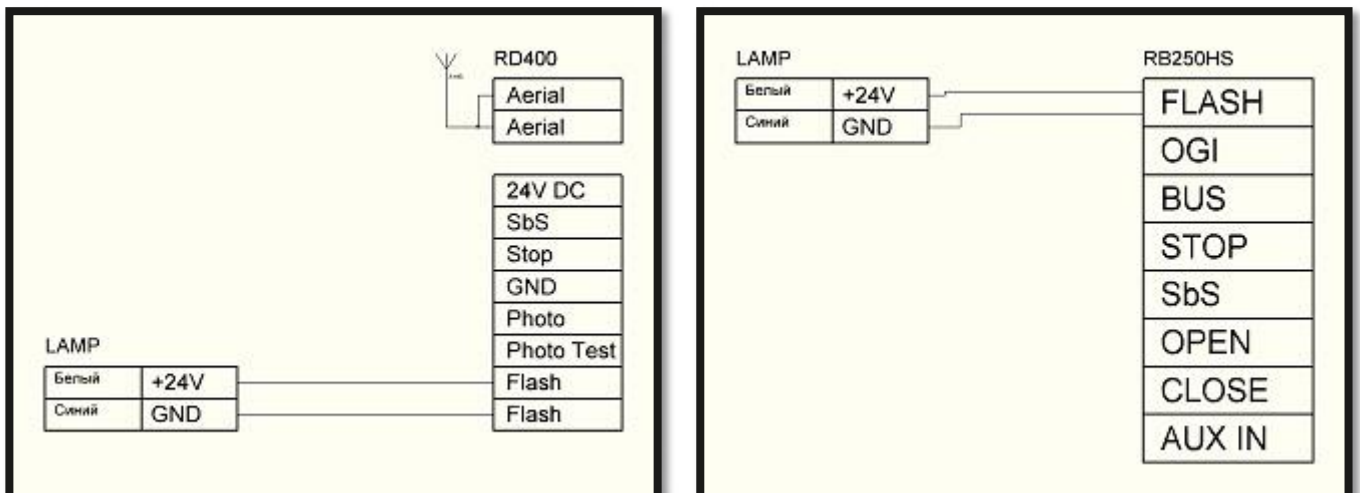 RD400
Aerial
Aerial
24V DC
SbS
Stop
GND
Photo
Photo Test
LAMP
Белый +24V Flash
Синий GND Flash
LAMP RB250HS
Белый +24V FLASH
Синий GND
OGI
BUS
STOP
SbS
OPEN
CLOSE
AUX IN